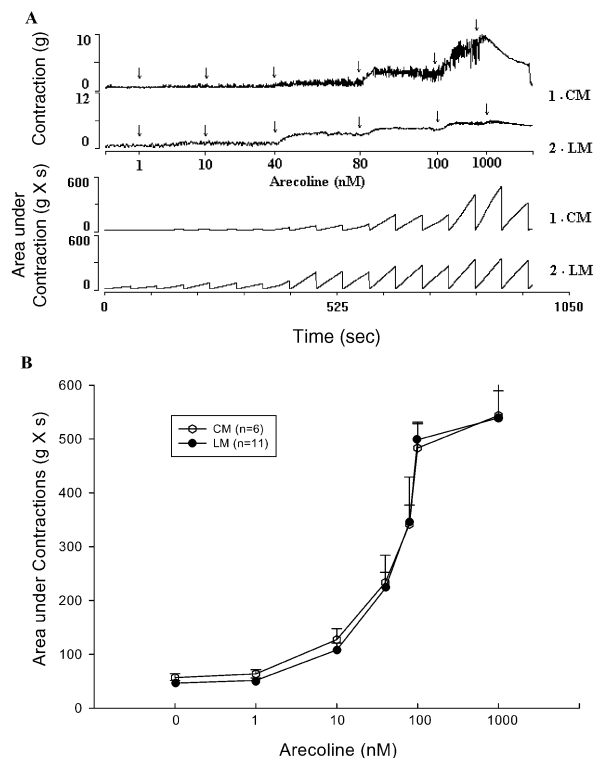 A
Contraction (g)
10
0
1 · CM
12
0
2 · LM
1 10 40 80 100 1000
Arecoline (nM)
Area under
Contraction (g X s)
600
0
1 · CM
600
0
2 · LM
0 525 1050
Time (sec)
B
Area under Contractions (g X s)
600
500
400
300
200
100
0
CM (n=6)
LM (n=11)
0 1 10 100 1000
Arecoline (nM)